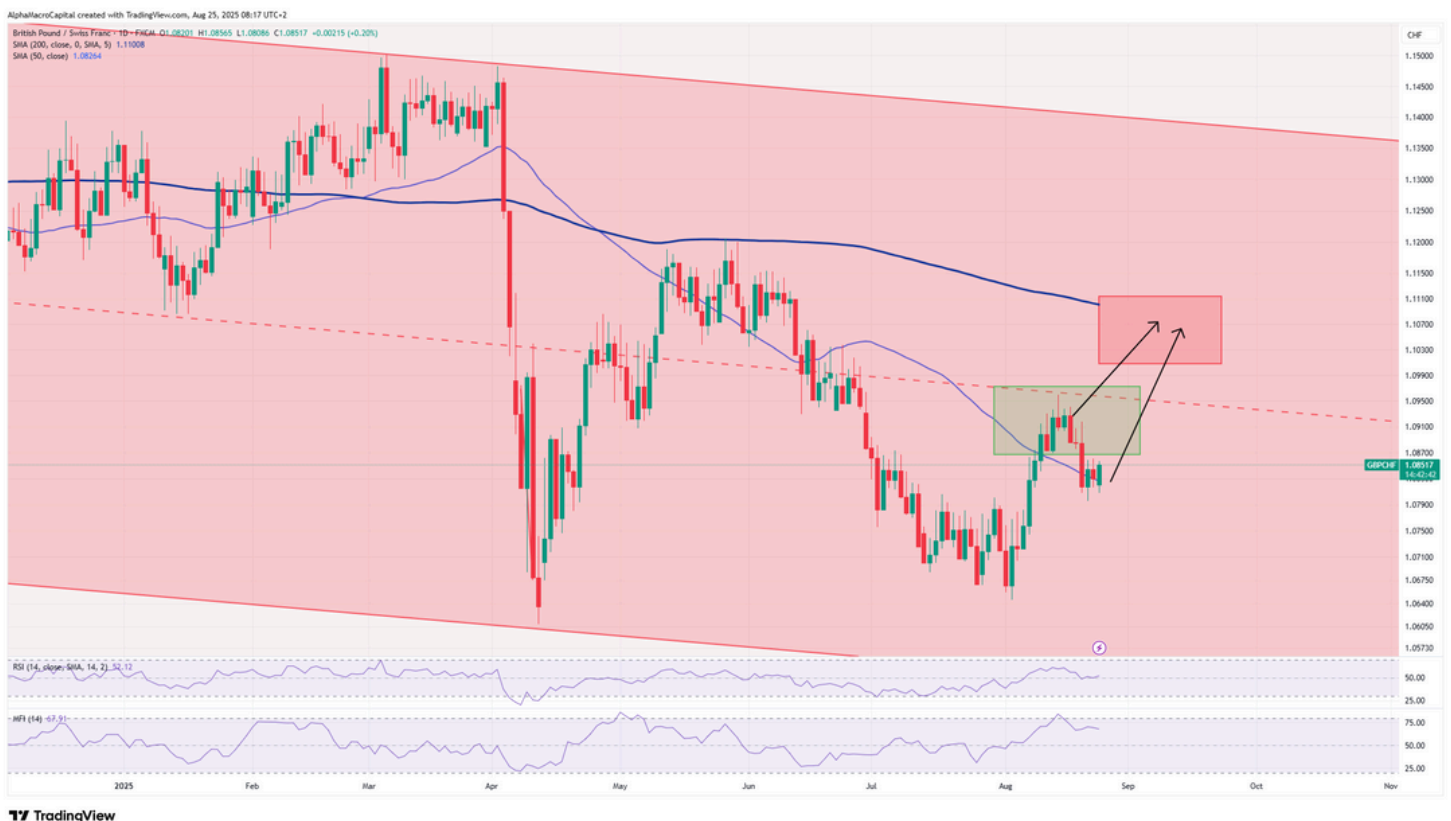 AlphaMacroCapital created with TradingView.com, Aug 25, 2025 08:17 UTC+2
British Pound / Swiss Franc · 1D · FXCM O1.08201 H1.08565 L1.08086 C1.08517 +0.00215 (+0.20%)
SMA (200, close, 0, SMA, 5) 1.11008
SMA (50, close) 1.08264
CHF
1.15000
1.14500
1.14000
1.13500
1.13000
1.12500
1.12000
1.11500
1.11100
1.10700
1.10300
1.09900
1.09500
1.09100
1.08700
GBPCHF 1.08517
14:42:42
1.07900
1.07500
1.07100
1.06750
1.06400
1.06050
1.05730
RSI (14, close, SMA, 14, 2) 52.12
50.00
25.00
MFI (14) 67.91
75.00
50.00
25.00
2025 Feb Mar Apr May Jun Jul Aug Sep Oct Nov
TradingView